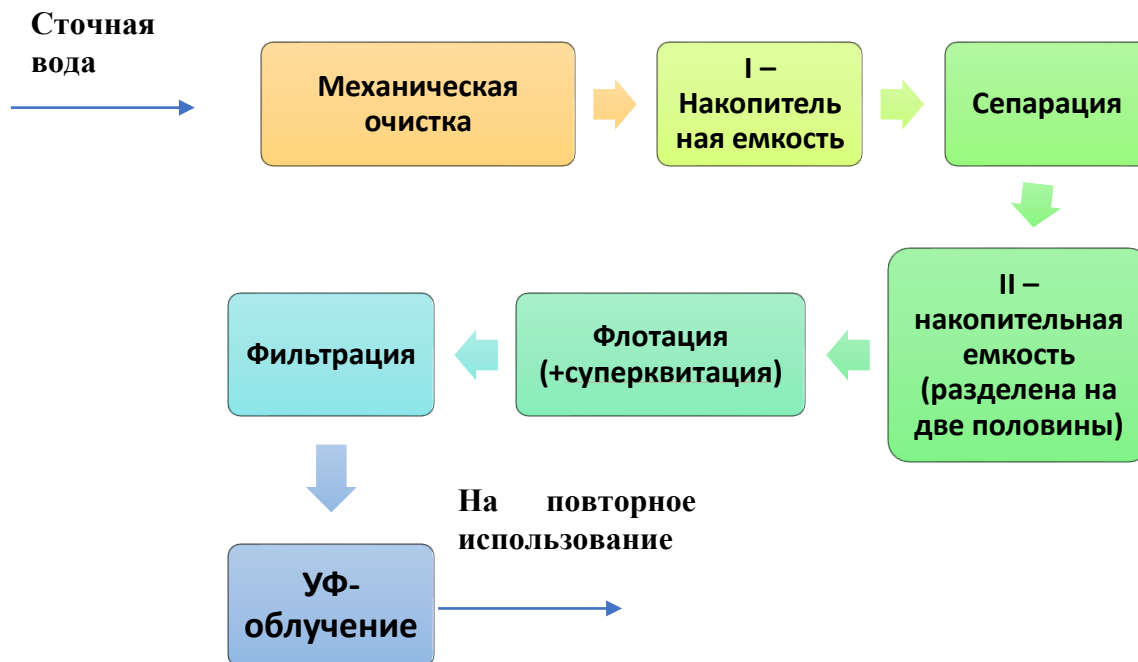 Сточная
вода
Механическая
очистка
I –
Накопитель
ная емкость
Сепарация
II –
накопительная
емкость
(разделена на
две половины)
Флотация
(+суперквитация)
Фильтрация
УФ-
облучение
На повторное
использование